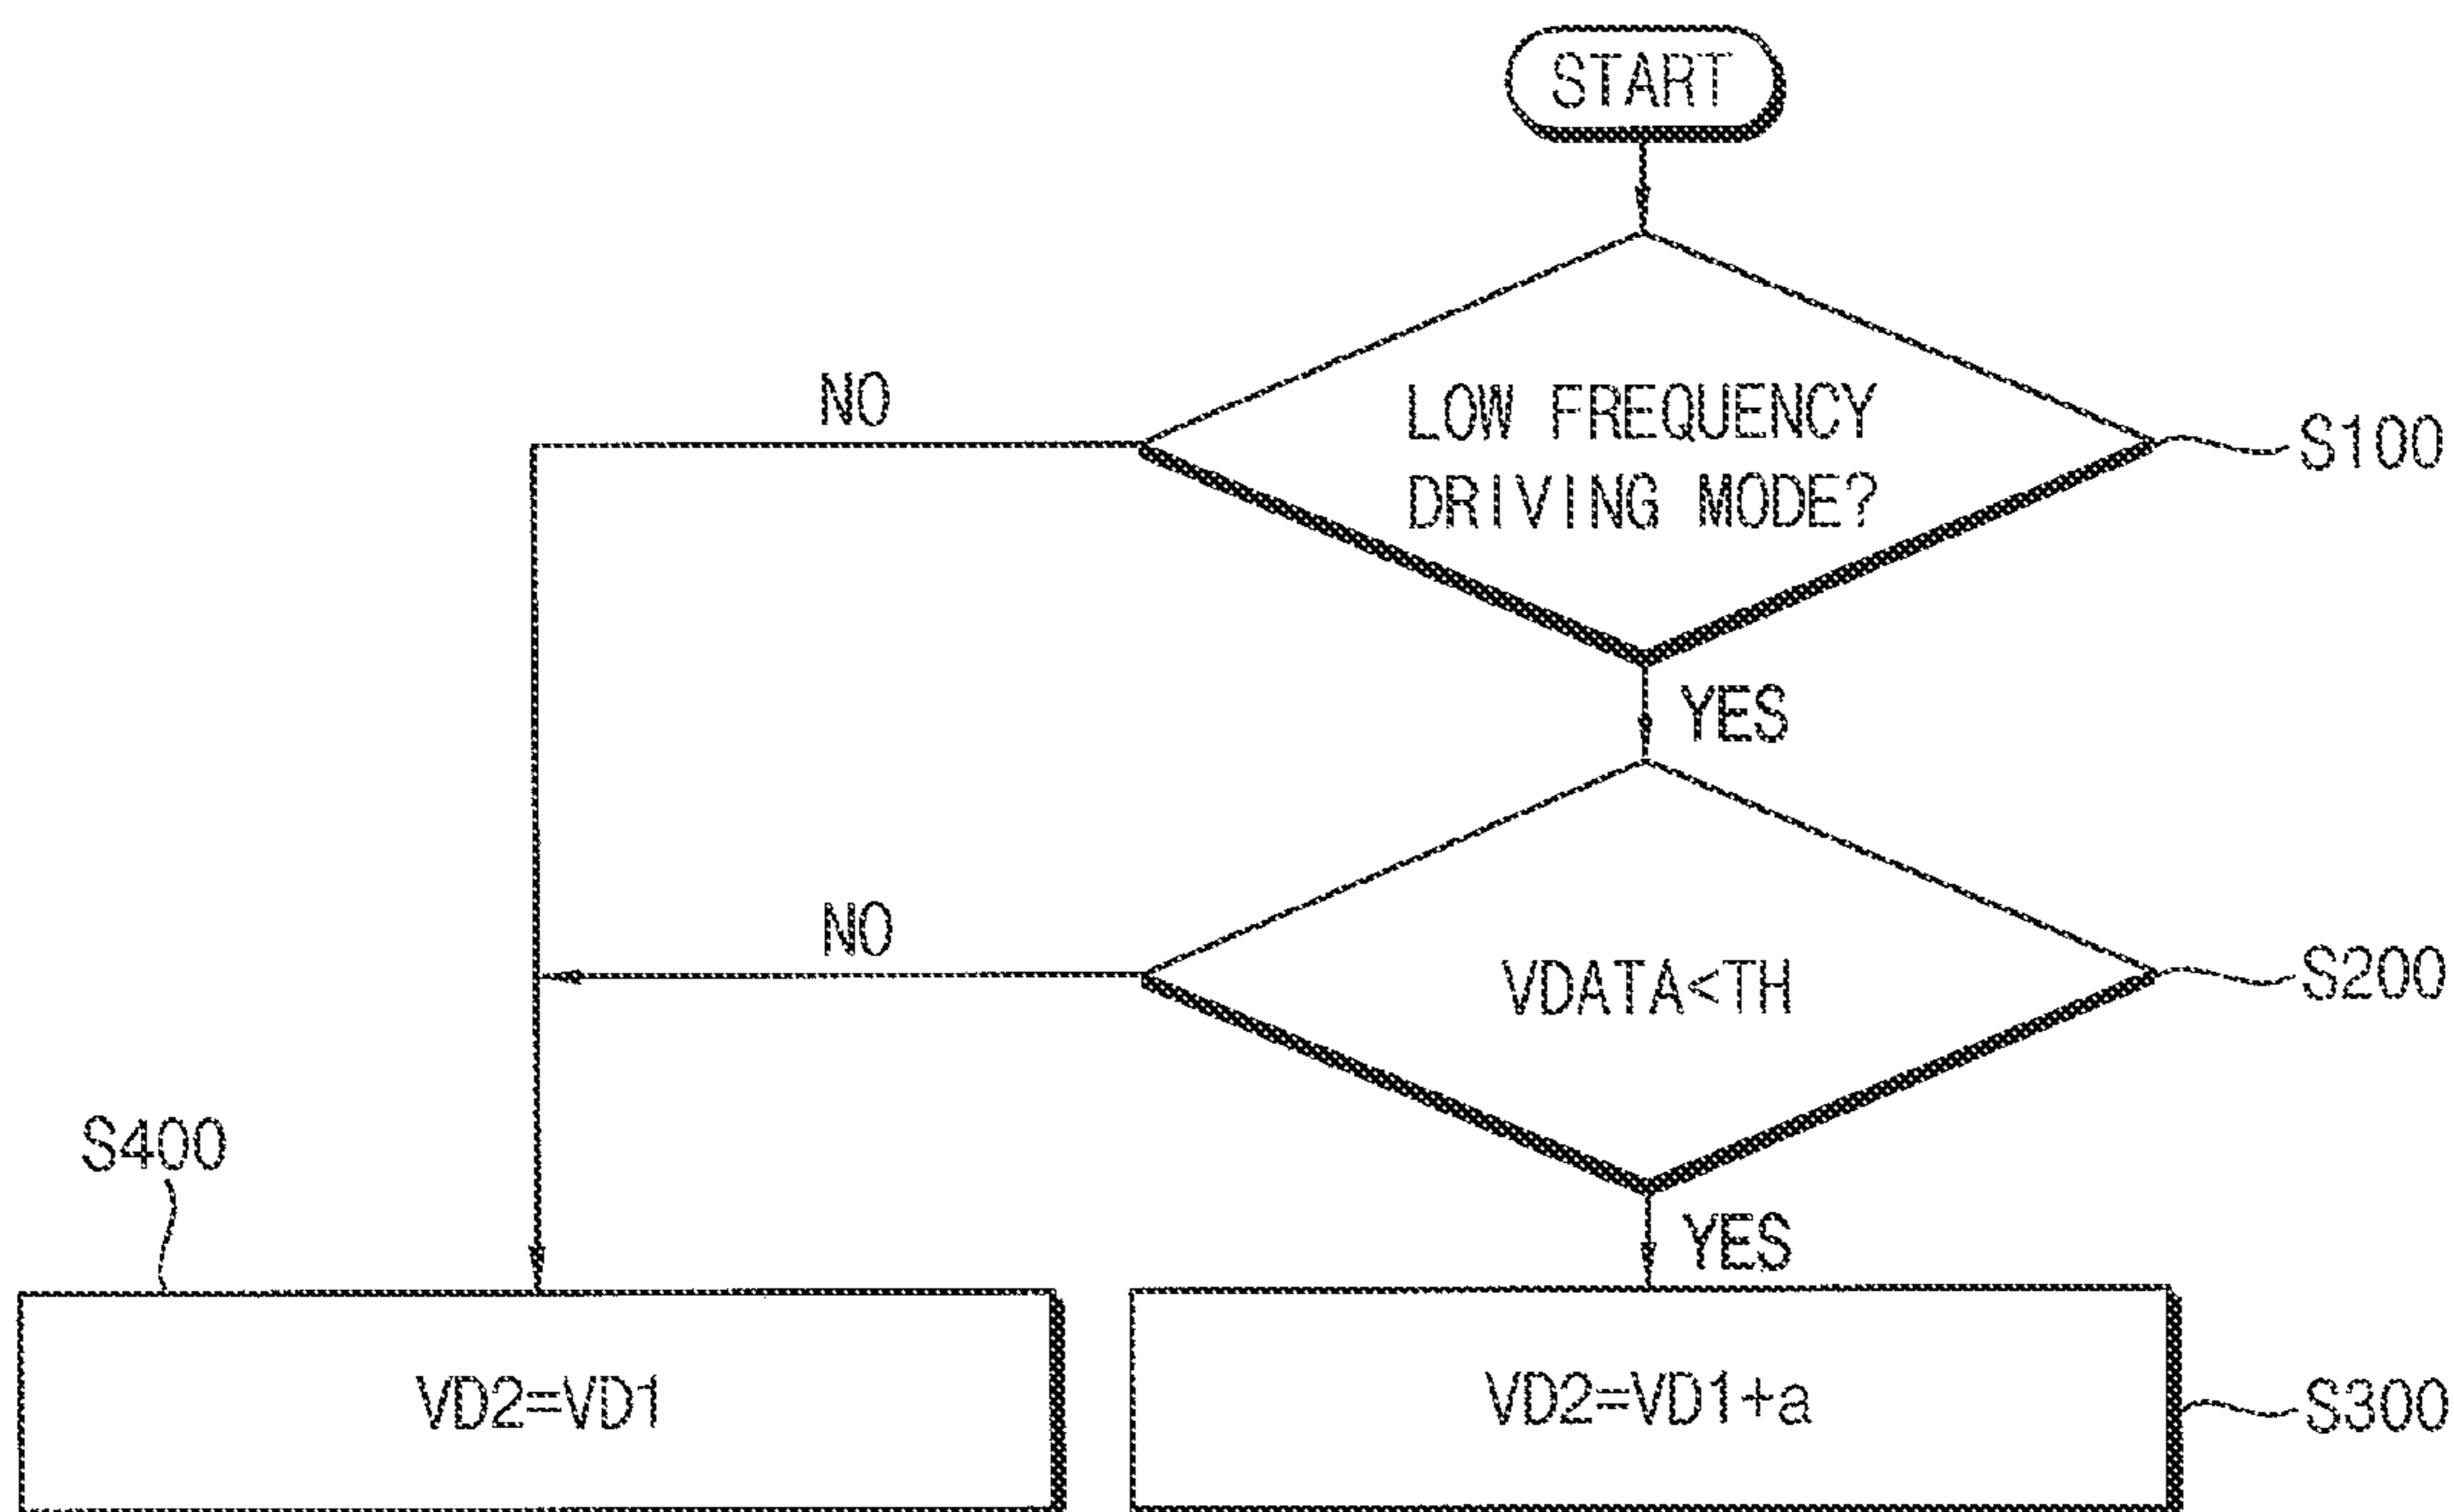 START
LOW FREQUENCY
DRIVING MODE?
S100
NO
YES
VDATA<TH
S200
NO
YES
S400
VD2=VD1
VD2=VD1+a
S300